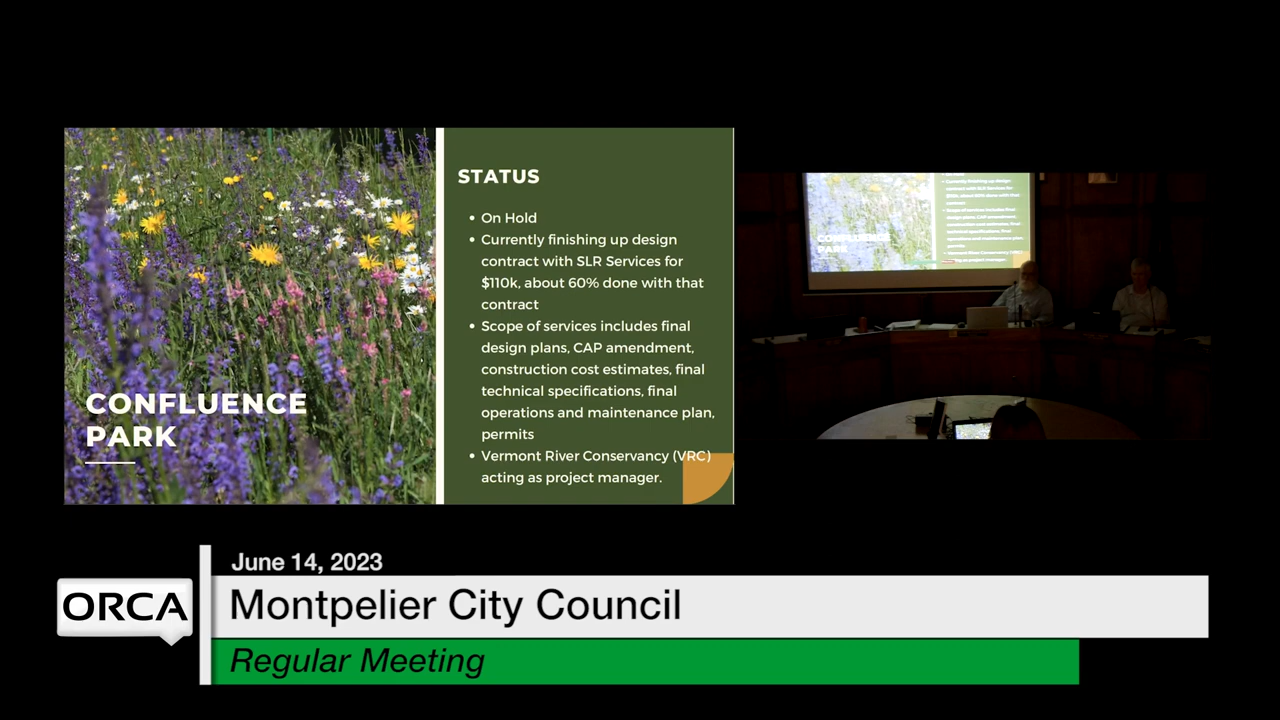 STATUS
• On Hold
• Currently finishing up design
contract with SLR Services for
$110k, about 60% done with that
contract
• Scope of services includes final
design plans, CAP amendment,
construction cost estimates, final
technical specifications, final
operations and maintenance plan,
permits
• Vermont River Conservancy (VRC)
acting as project manager.
CONFLUENCE
PARK
June 14, 2023
ORCA
Montpelier City Council
Regular Meeting